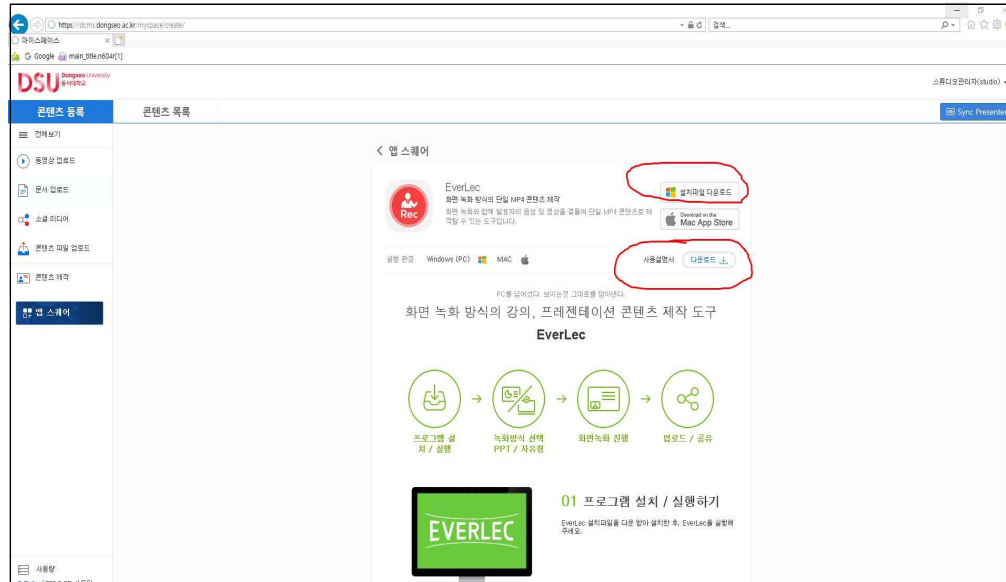 https://dcms.dongseo.ac.kr/myspace/create/
검색...
마이스페이스
Google
main_title.n604r[1]
DSU Dongseo University
동서대학교
스튜디오관리자(studio)
콘텐츠 등록
콘텐츠 목록
Sync Presenter
전체보기
동영상 업로드
문서 업로드
소셜 미디어
콘텐츠 파일 업로드
콘텐츠 제작
앱 스퀘어
앱 스퀘어
Rec
EverLec
화면 녹화 방식의 단일 MP4 콘텐츠 제작
화면 녹화와 함께 발표자의 음성 및 영상을 결합하여 단일 MP4 콘텐츠로 제
작할 수 있는 도구입니다.
설치파일 다운로드
Download on the
Mac App Store
실행 환경 Windows (PC) MAC
사용설명서 다운로드
PC를 넘어섰다. 보이는것 그대로를 담아낸다.
화면 녹화 방식의 강의, 프레젠테이션 콘텐츠 제작 도구
EverLec
프로그램 설
치 / 실행
녹화방식 선택
PPT / 자유형
화면녹화 진행
업로드 / 공유
EVERLEC
01 프로그램 설치 / 실행하기
EverLec 설치파일을 다운 받아 설치한 후, EverLec을 실행해
주세요.
사용량